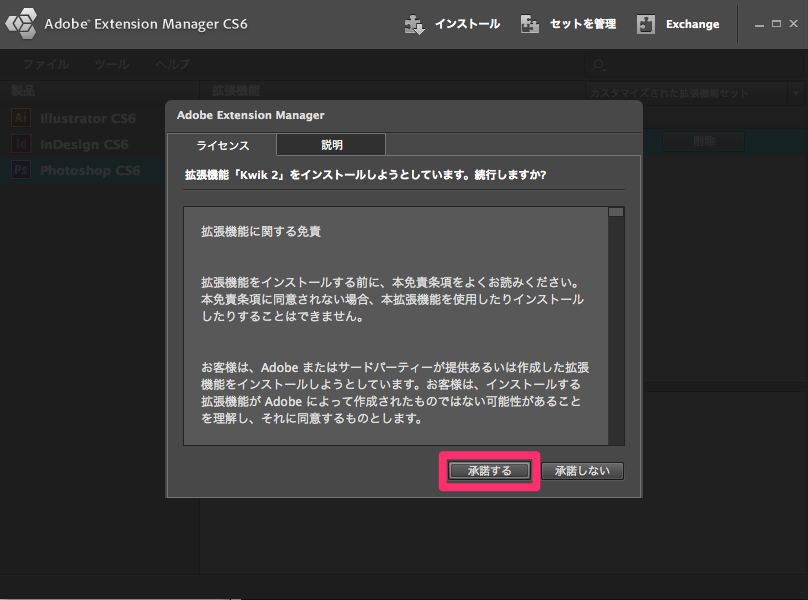 Adobe® Extension Manager CS6
インストール
セットを管理
Exchange
ファイル ツール ヘルプ
製品
拡張機能
カスタマイズされた拡張機能セット
Ai Illustrator CS6
Id InDesign CS6
Ps Photoshop CS6
削除
Adobe Extension Manager
ライセンス
説明
拡張機能「Kwik 2」をインストールしようとしています。続行しますか?
拡張機能に関する免責
拡張機能をインストールする前に、本免責条項をよくお読みください。
本免責条項に同意されない場合、本拡張機能を使用したりインストール
したりすることはできません。
お客様は、Adobe またはサードパーティーが提供あるいは作成した拡張
機能をインストールしようとしています。お客様は、インストールする
拡張機能が Adobe によって作成されたものではない可能性があること
を理解し、それに同意するものとします。
承諾する
承諾しない